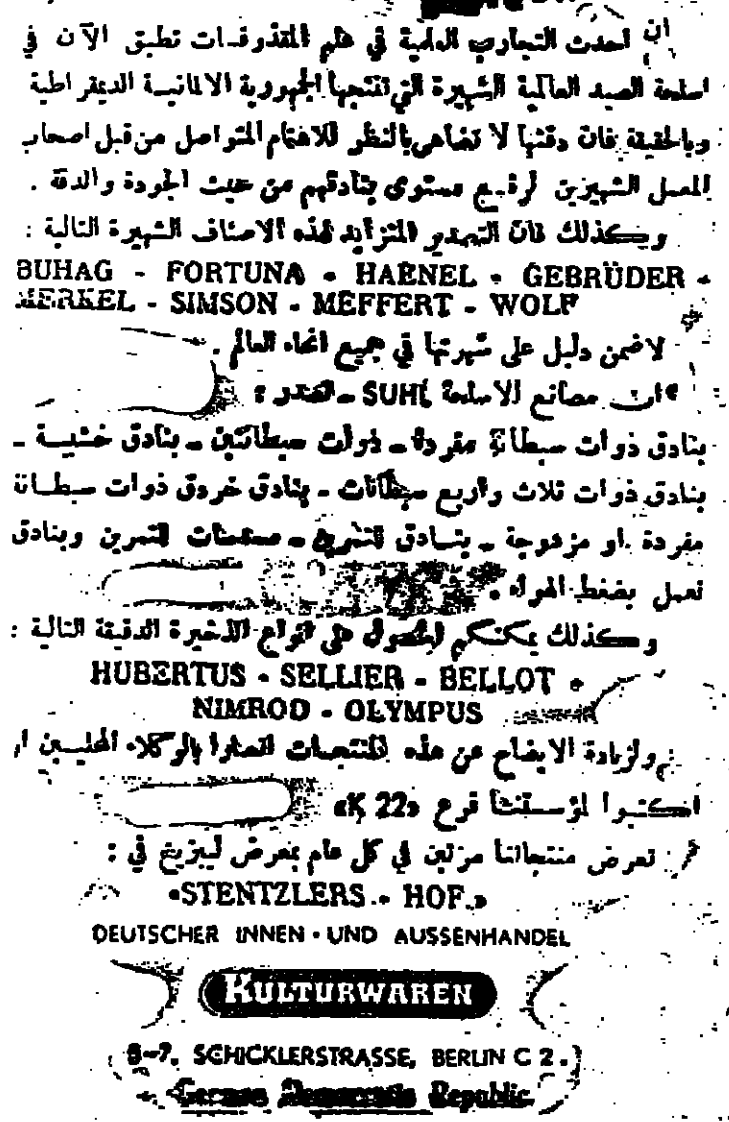 ان احدث التجارب العلمية في علم المقذوفات تطبق الآن في
اسلحة الصيد العالمية الشهيرة التي تنتجها الجمهورية الالمانية الديمقراطية
وبالحقيقة فان دقتها لا تضاهى بالنظر للاهتمام المتواصل من قبل اصحاب
المعمل الشهيرين لرفع مستوى بنادقهم من حيث الجودة والدقة .
وكذلك فان التصدير المتزايد لهذه الاصناف الشهيرة التالية :
BUHAG - FORTUNA - HAENEL - GEBRÜDER -
MERKEL - SIMSON - MEFFERT - WOLF
لاضمن دليل على شهرتها في جميع انحاء العالم .
ان مصانع الاسلحة SUHL تصدر :
بنادق ذوات سبطانة مفردة - ذوات سبطانتين - بنادق خشبية -
بنادق ذوات ثلاث واربع سبطانات - بنادق خردق ذوات سبطانة
مفردة او مزدوجة - بنادق للتمرين - مسدسات للتمرين وبنادق
تعمل بضغط الهواء .
وكذلك يمكنكم الحصول على انواع الذخيرة الدقيقة التالية :
HUBERTUS - SELLIER - BELLOT -
NIMROD - OLYMPUS
ولزيادة الايضاح عن هذه المنتجات اتصلوا بالوكلاء المحليين او
اكتبوا لمؤسستنا فرع «K 22»
تعرض منتجاتنا مرتين في كل عام بمعرض ليبزيغ في :
«STENTZLERS - HOF»
DEUTSCHER INNEN - UND AUSSENHANDEL
KULTURWAREN
5-7, SCHICKLERSTRASSE, BERLIN C 2.
German Democratic Republic